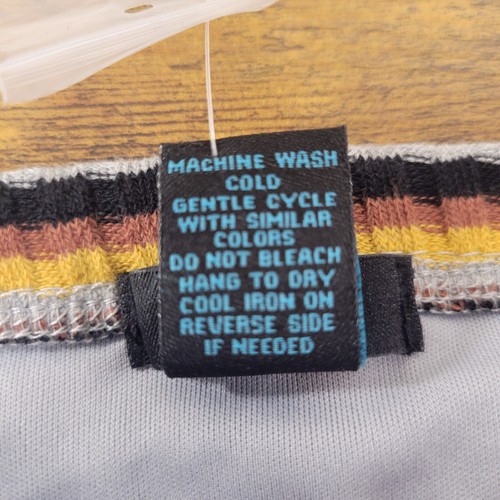 MACHINE WASH
COLD
GENTLE CYCLE
WITH SIMILAR
COLORS
DO NOT BLEACH
HANG TO DRY
COOL IRON ON
REVERSE SIDE
IF NEEDED